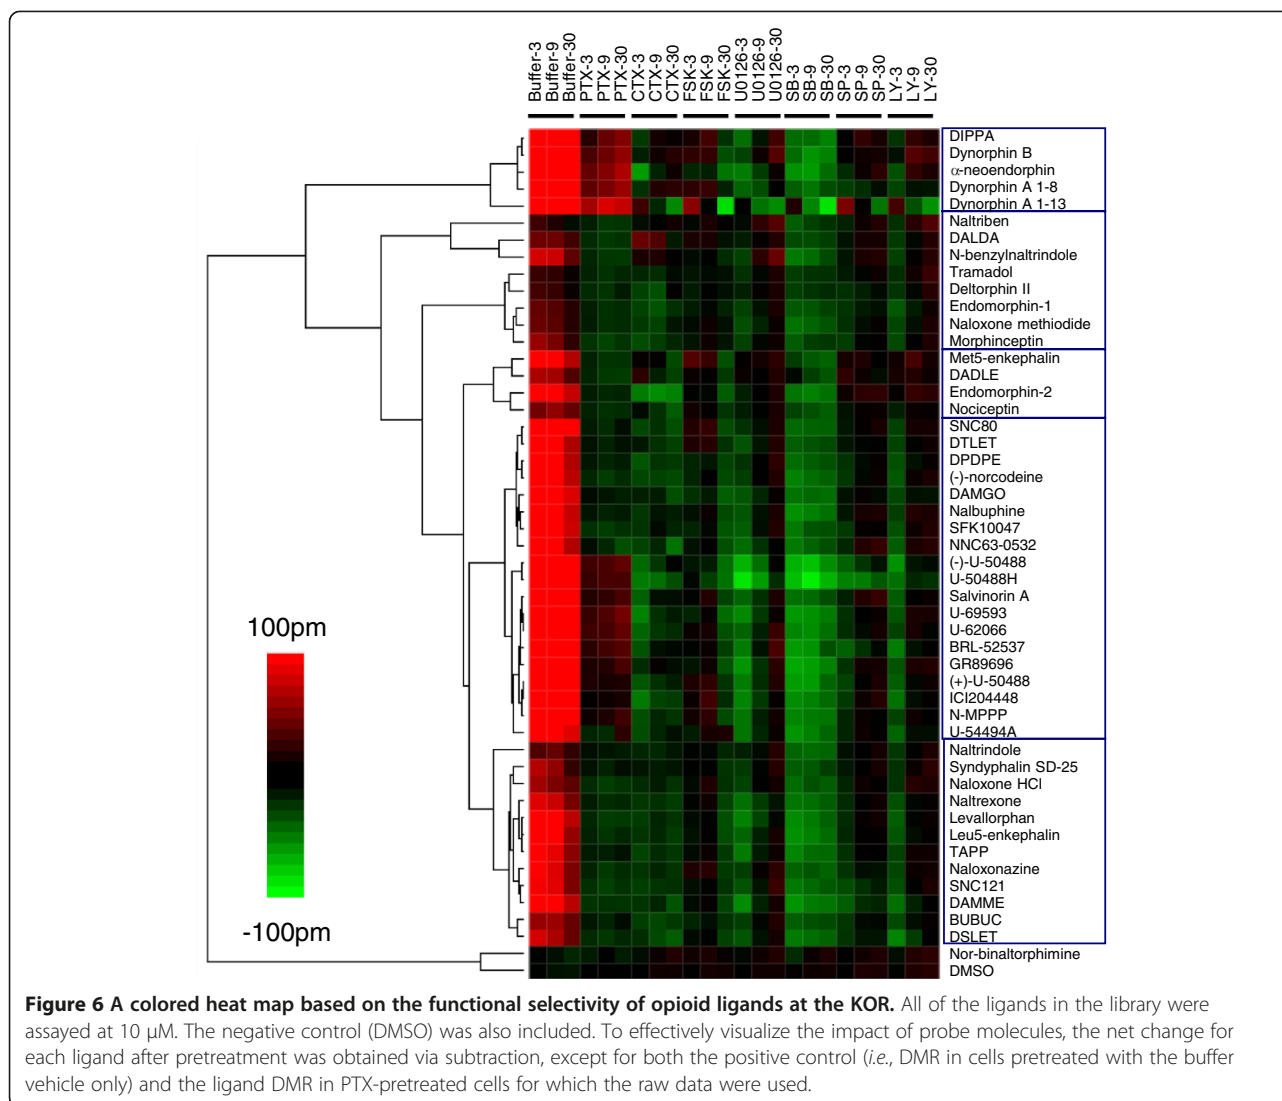 Buffer-3
Buffer-9
Buffer-30
PTX-3
PTX-9
PTX-30
CTX-3
CTX-9
CTX-30
FSK-3
FSK-9
FSK-30
U0126-3
U0126-9
U0126-30
SB-3
SB-9
SB-30
SP-3
SP-9
SP-30
LY-3
LY-9
LY-30
DIPPA
Dynorphin B
α-neoendorphin
Dynorphin A 1-8
Dynorphin A 1-13
Naltriben
DALDA
N-benzylnaltrindole
Tramadol
Deltorphin II
Endomorphin-1
Naloxone methiodide
Morphinceptin
Met5-enkephalin
DADLE
Endomorphin-2
Nociceptin
SNC80
DTLET
DPDPE
(-)-norcodeine
DAMGO
Nalbuphine
SFK10047
NNC63-0532
(-)-U-50488
U-50488H
Salvinorin A
U-69593
U-62066
BRL-52537
GR89696
(+)-U-50488
ICI204448
N-MPPP
U-54494A
Naltrindole
Syndyphalin SD-25
Naloxone HCl
Naltrexone
Levallorphan
Leu5-enkephalin
TAPP
Naloxonazine
SNC121
DAMME
BUBUC
DSLET
Nor-binaltorphimine
DMSO
100pm
-100pm
Figure 6 A colored heat map based on the functional selectivity of opioid ligands at the KOR. All of the ligands in the library were
assayed at 10 μM. The negative control (DMSO) was also included. To effectively visualize the impact of probe molecules, the net change for
each ligand after pretreatment was obtained via subtraction, except for both the positive control (i.e., DMR in cells pretreated with the buffer
vehicle only) and the ligand DMR in PTX-pretreated cells for which the raw data were used.